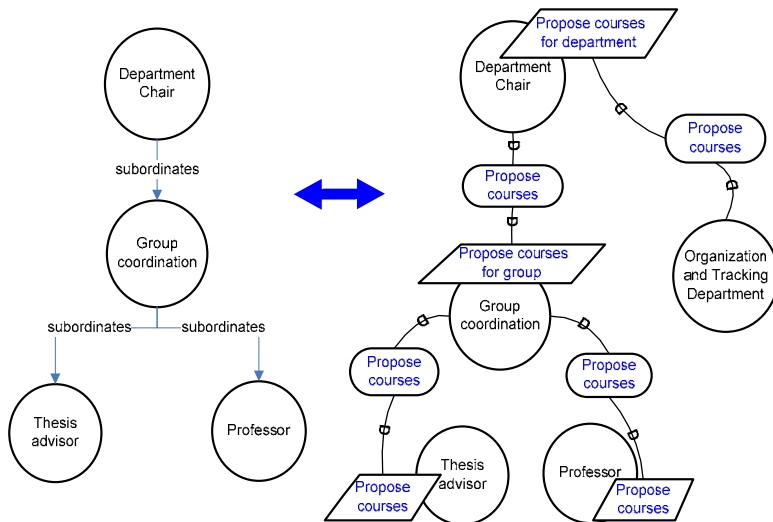 Department
Chair
subordinates
Group
coordination
subordinates
subordinates
Thesis
advisor
Professor
Propose courses
for department
Department
Chair
D
D
Propose
courses
Propose
courses
D
D
Propose courses
for group
Organization
and Tracking
Department
Group
coordination
D
D
Propose
courses
Propose
courses
D
D
Thesis
advisor
Professor
Propose
courses
Propose
courses